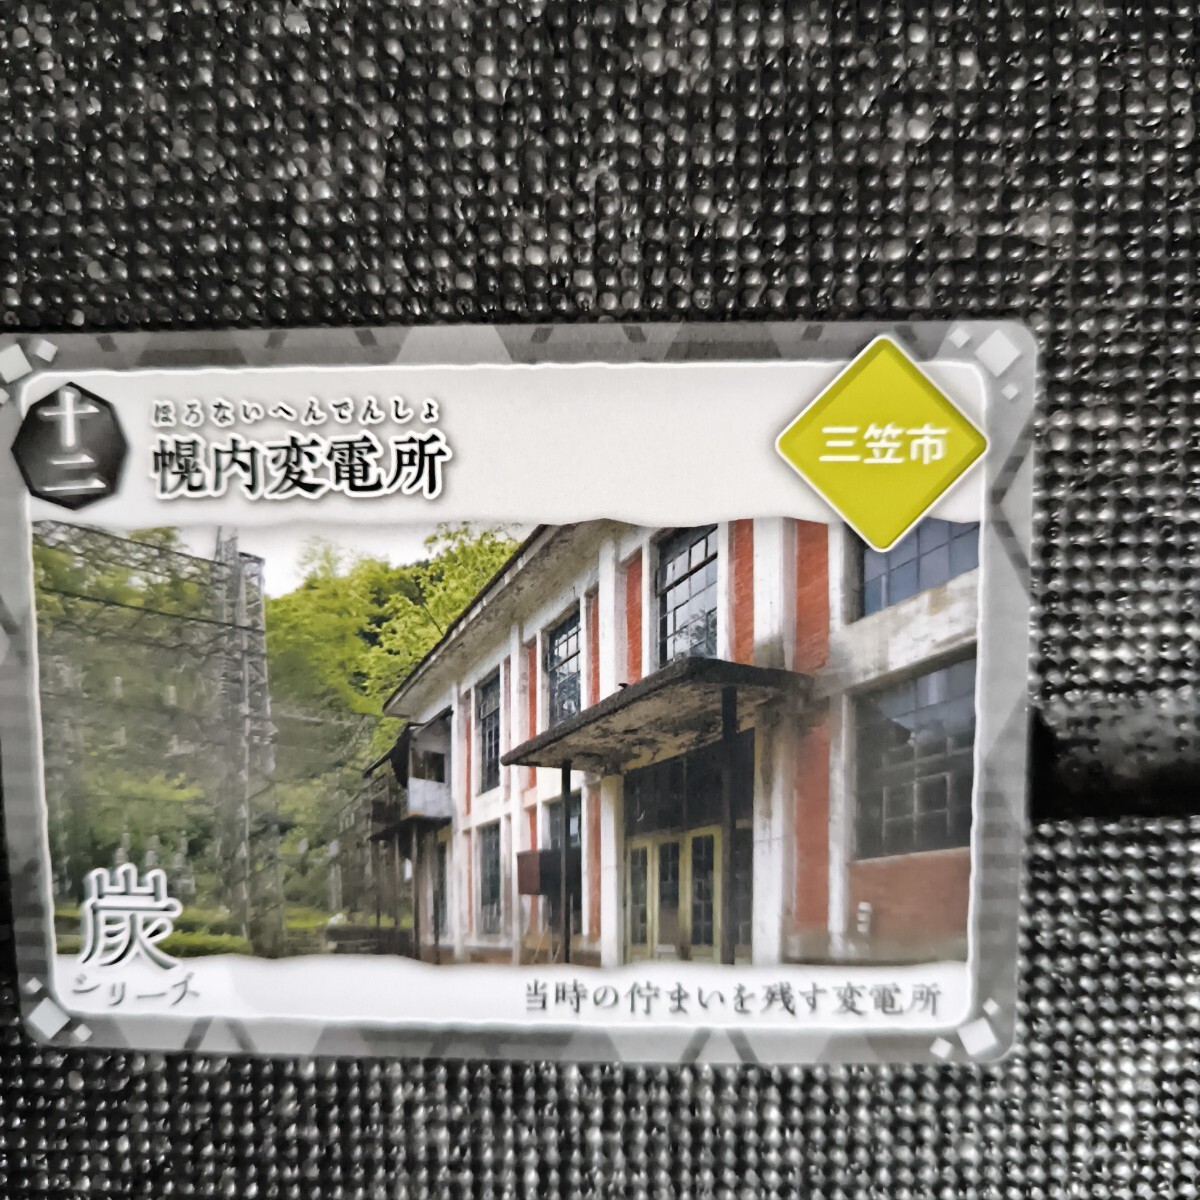 十二
ほろないへんでんしょ
幌内変電所
三笠市
炭
シリーズ
当時の佇まいを残す変電所